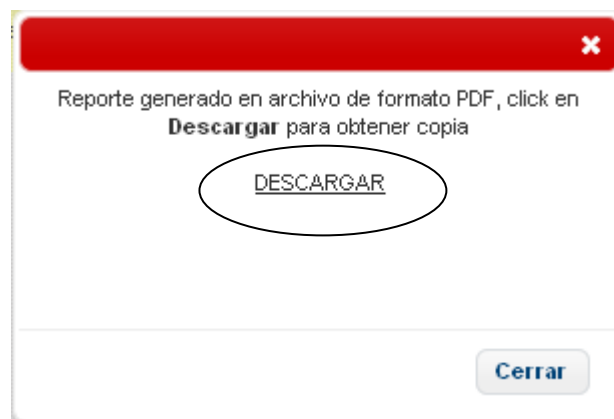 Reporte generado en archivo de formato PDF, click en
Descargar para obtener copia
DESCARGAR
Cerrar